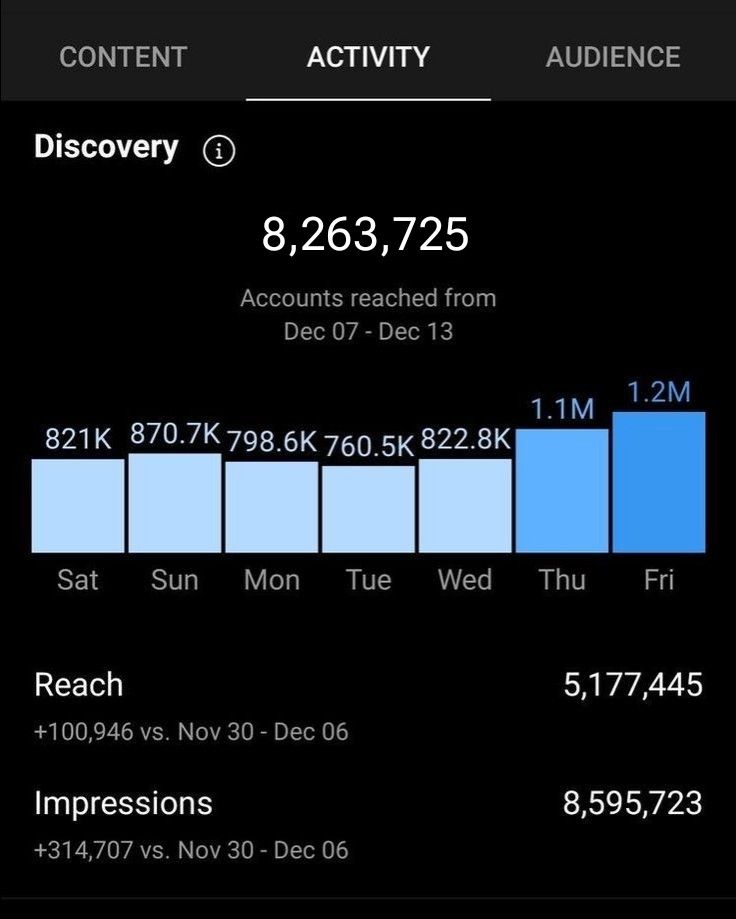 CONTENT ACTIVITY AUDIENCE
Discovery
8,263,725
Accounts reached from
Dec 07 - Dec 13
821K 870.7K 798.6K 760.5K 822.8K 1.1M 1.2M
Sat Sun Mon Tue Wed Thu Fri
Reach 5,177,445
+100,946 vs. Nov 30 - Dec 06
Impressions 8,595,723
+314,707 vs. Nov 30 - Dec 06